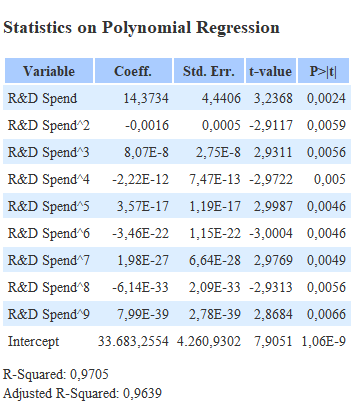 Statistics on Polynomial Regression
Variable Coeff. Std. Err. t-value P>|t|
R&D Spend 14,3734 4,4406 3,2368 0,0024
R&D Spend^2 -0,0016 0,0005 -2,9117 0,0059
R&D Spend^3 8,07E-8 2,75E-8 2,9311 0,0056
R&D Spend^4 -2,22E-12 7,47E-13 -2,9722 0,005
R&D Spend^5 3,57E-17 1,19E-17 2,9987 0,0046
R&D Spend^6 -3,46E-22 1,15E-22 -3,0004 0,0046
R&D Spend^7 1,98E-27 6,64E-28 2,9769 0,0049
R&D Spend^8 -6,14E-33 2,09E-33 -2,9313 0,0056
R&D Spend^9 7,99E-39 2,78E-39 2,8684 0,0066
Intercept 33.683,2554 4.260,9302 7,9051 1,06E-9
R-Squared: 0,9705
Adjusted R-Squared: 0,9639